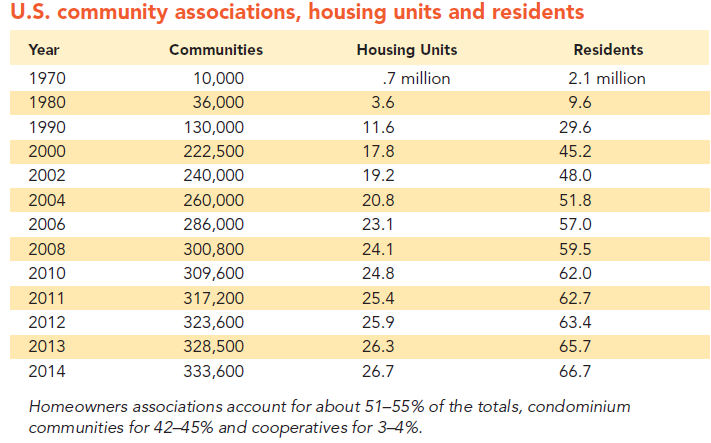 U.S. community associations, housing units and residents
Year Communities Housing Units Residents
1970 10,000 .7 million 2.1 million
1980 36,000 3.6 9.6
1990 130,000 11.6 29.6
2000 222,500 17.8 45.2
2002 240,000 19.2 48.0
2004 260,000 20.8 51.8
2006 286,000 23.1 57.0
2008 300,800 24.1 59.5
2010 309,600 24.8 62.0
2011 317,200 25.4 62.7
2012 323,600 25.9 63.4
2013 328,500 26.3 65.7
2014 333,600 26.7 66.7
Homeowners associations account for about 51–55% of the totals, condominium
communities for 42–45% and cooperatives for 3–4%.